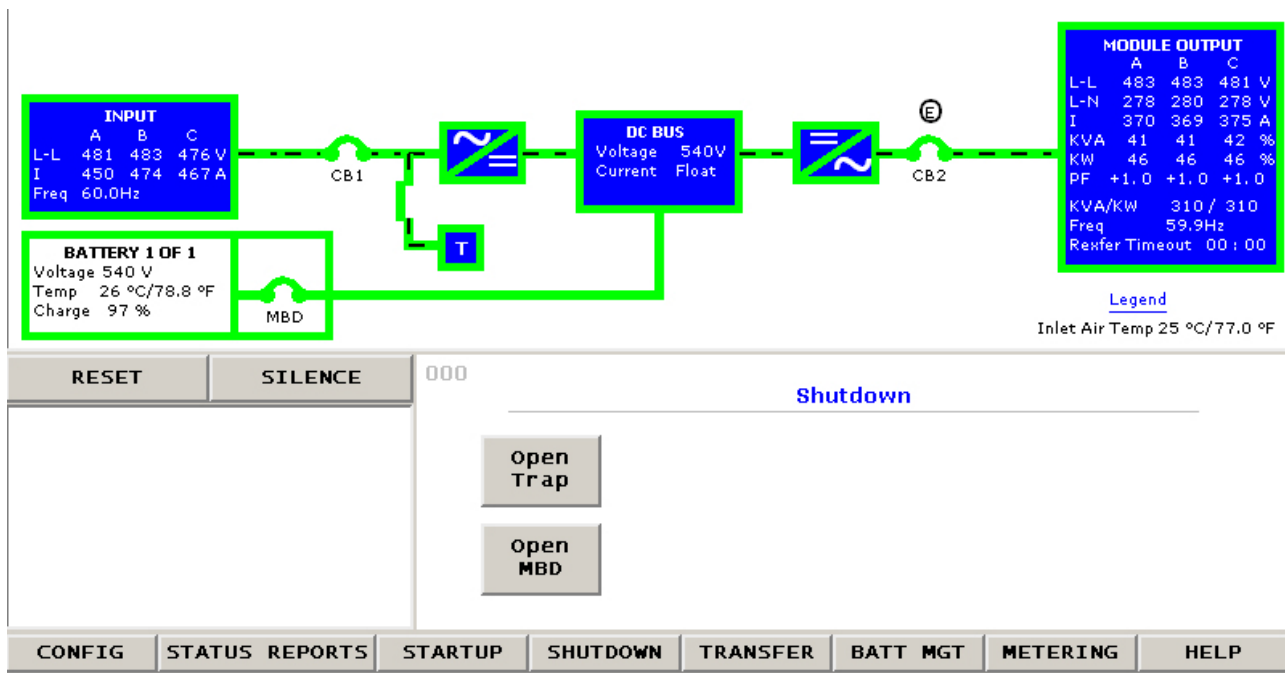 INPUT
A B C
L-L 481 483 476 V
I 450 474 467 A
Freq 60.0Hz
CB1
T
DC BUS
Voltage 540V
Current Float
E
CB2
MODULE OUTPUT
A B C
L-L 483 483 481 V
L-N 278 280 278 V
I 370 369 375 A
KVA 41 41 42 %
KW 46 46 46 %
PF +1.0 +1.0 +1.0
KVA/KW 310 / 310
Freq 59.9Hz
Rexfer Timeout 00:00
BATTERY 1 OF 1
Voltage 540 V
Temp 26 °C/78.8 °F
Charge 97 %
MBD
Legend
Inlet Air Temp 25 °C/77.0 °F
RESET SILENCE
000
Shutdown
Open
Trap
Open
MBD
CONFIG STATUS REPORTS STARTUP SHUTDOWN TRANSFER BATT MGT METERING HELP